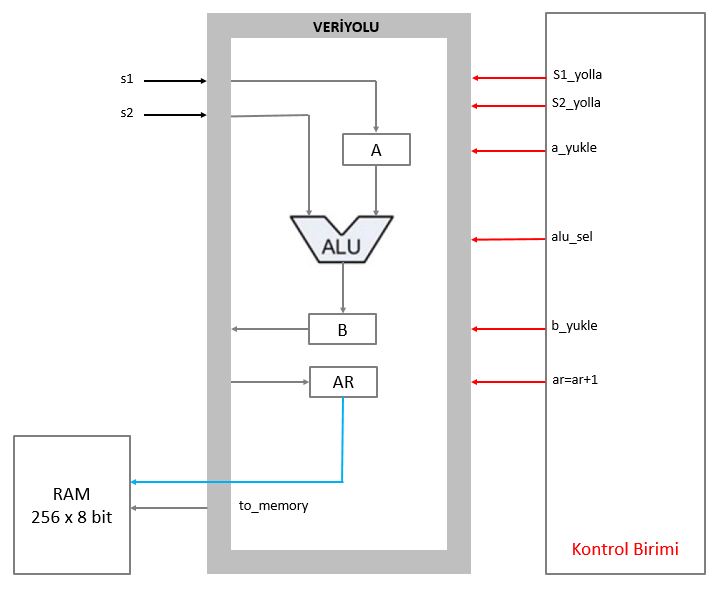 VERİYOLU
s1
s2
A
ALU
B
AR
to_memory
RAM
256 x 8 bit
S1_yolla
S2_yolla
a_yukle
alu_sel
b_yukle
ar=ar+1
Kontrol Birimi